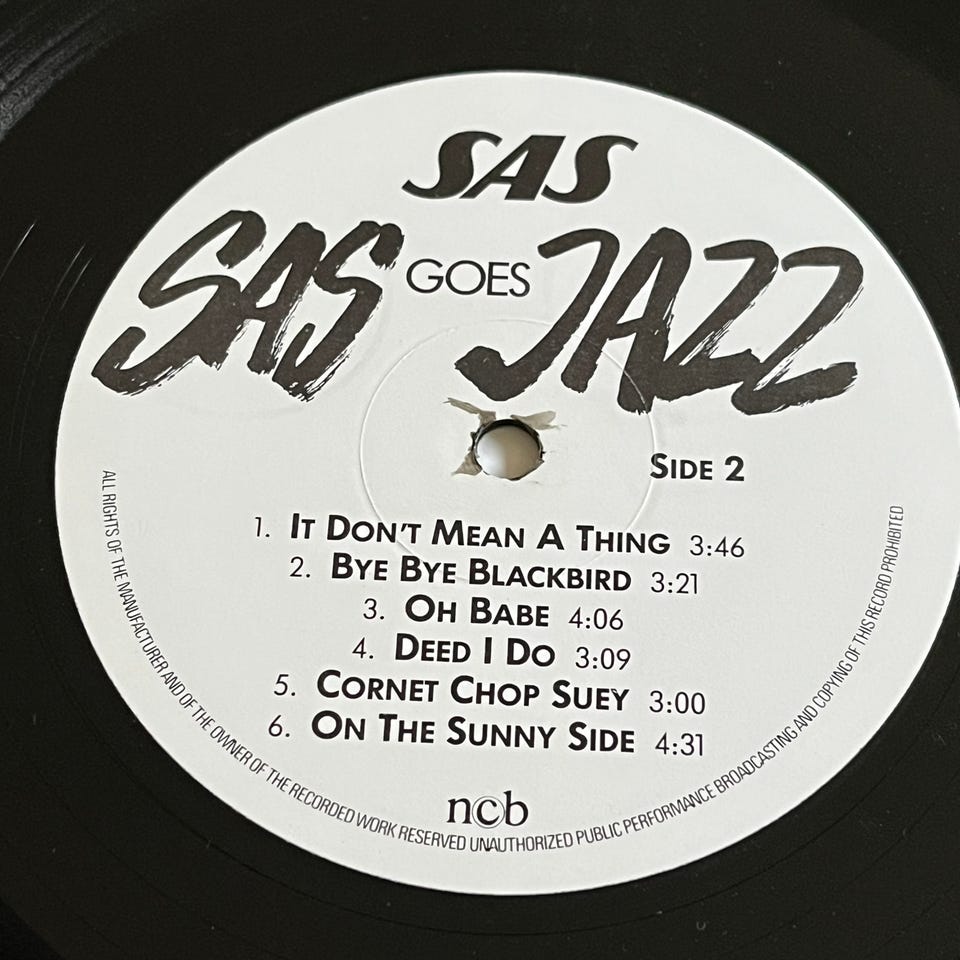 SAS
SAS GOES JAZZ
SIDE 2
1. IT DON'T MEAN A THING 3:46
2. BYE BYE BLACKBIRD 3:21
3. OH BABE 4:06
4. DEED I DO 3:09
5. CORNET CHOP SUEY 3:00
6. ON THE SUNNY SIDE 4:31
ncb
ALL RIGHTS OF THE MANUFACTURER AND OF THE OWNER OF THE RECORDED WORK RESERVED UNAUTHORIZED PUBLIC PERFORMANCE BROADCASTING AND COPYING OF THIS RECORD PROHIBITED